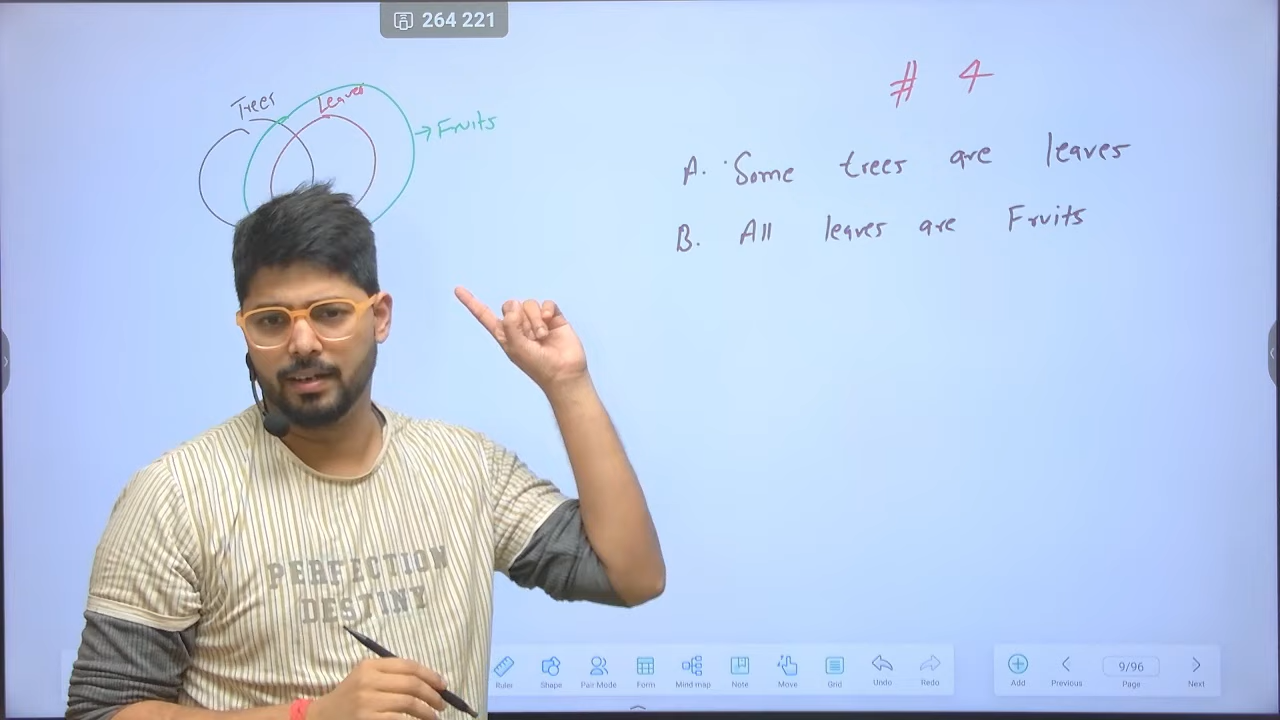 264 221
# 4
Trees
Leaves
→ Fruits
A. Some trees are leaves
B. All leaves are Fruits
PERFECTION
DESTINY
Ruler Shape Pair Mode Form Mind map Note Move Grid Undo Redo
Add Previous 9/96 Page Next